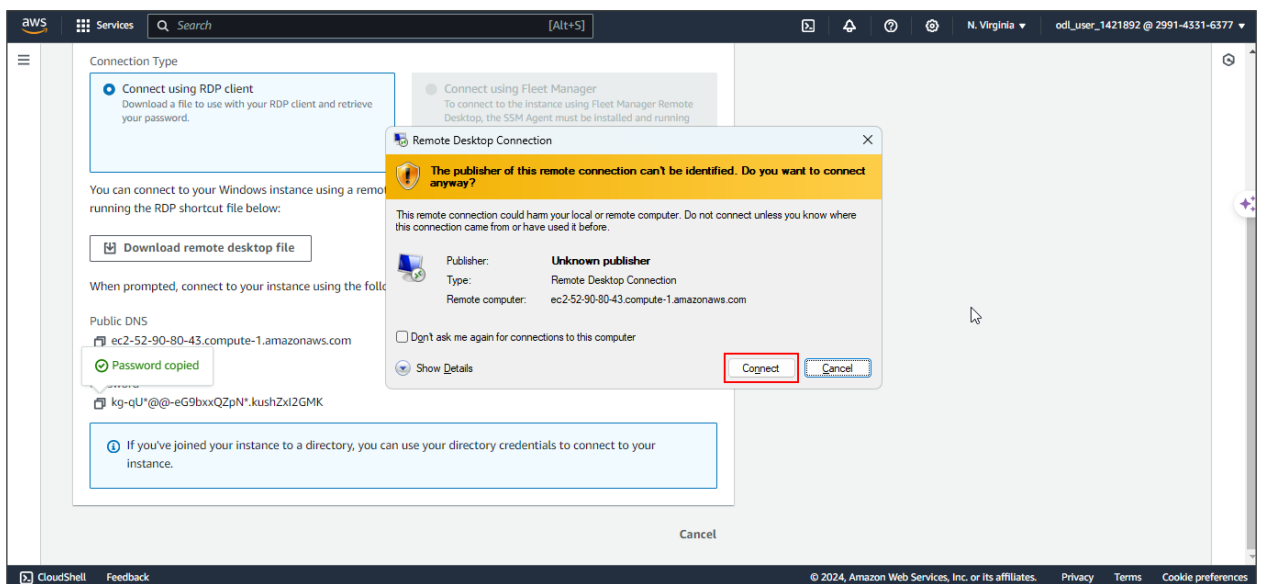 aws
Services
Search
[Alt+S]
N. Virginia
odl_user_1421892 @ 2991-4331-6377
Connection Type
Connect using RDP client
Download a file to use with your RDP client and retrieve
your password.
Connect using Fleet Manager
To connect to the instance using Fleet Manager Remote
Desktop, the SSM Agent must be installed and running
You can connect to your Windows instance using a remot
running the RDP shortcut file below:
Download remote desktop file
When prompted, connect to your instance using the follo
Public DNS
ec2-52-90-80-43.compute-1.amazonaws.com
Password copied
Password
kg-qU*@@-eG9bxxQZpN*.kushZxI2GMK
If you've joined your instance to a directory, you can use your directory credentials to connect to your
instance.
Cancel
Remote Desktop Connection
The publisher of this remote connection can't be identified. Do you want to connect
anyway?
This remote connection could harm your local or remote computer. Do not connect unless you know where
this connection came from or have used it before.
Publisher: Unknown publisher
Type: Remote Desktop Connection
Remote computer: ec2-52-90-80-43.compute-1.amazonaws.com
Don't ask me again for connections to this computer
Show Details
Connect
Cancel
CloudShell
Feedback
© 2024, Amazon Web Services, Inc. or its affiliates.
Privacy
Terms
Cookie preferences